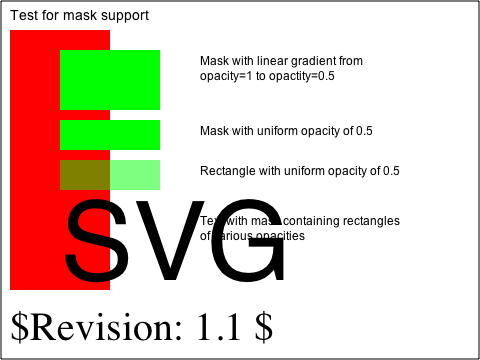 Test for mask support
Mask with linear gradient from
opacity=1 to opactity=0.5
Mask with uniform opacity of 0.5
Rectangle with uniform opacity of 0.5
Text with mask containing rectangles
of various opacities
SVG
$Revision: 1.1 $